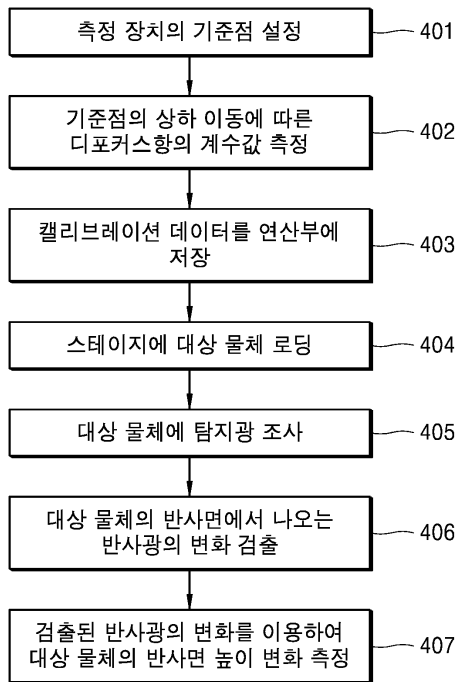 측정 장치의 기준점 설정
401
기준점의 상하 이동에 따른
디포커스항의 계수값 측정
402
캘리브레이션 데이터를 연산부에
저장
403
스테이지에 대상 물체 로딩
404
대상 물체에 탐지광 조사
405
대상 물체의 반사면에서 나오는
반사광의 변화 검출
406
검출된 반사광의 변화를 이용하여
대상 물체의 반사면 높이 변화 측정
407